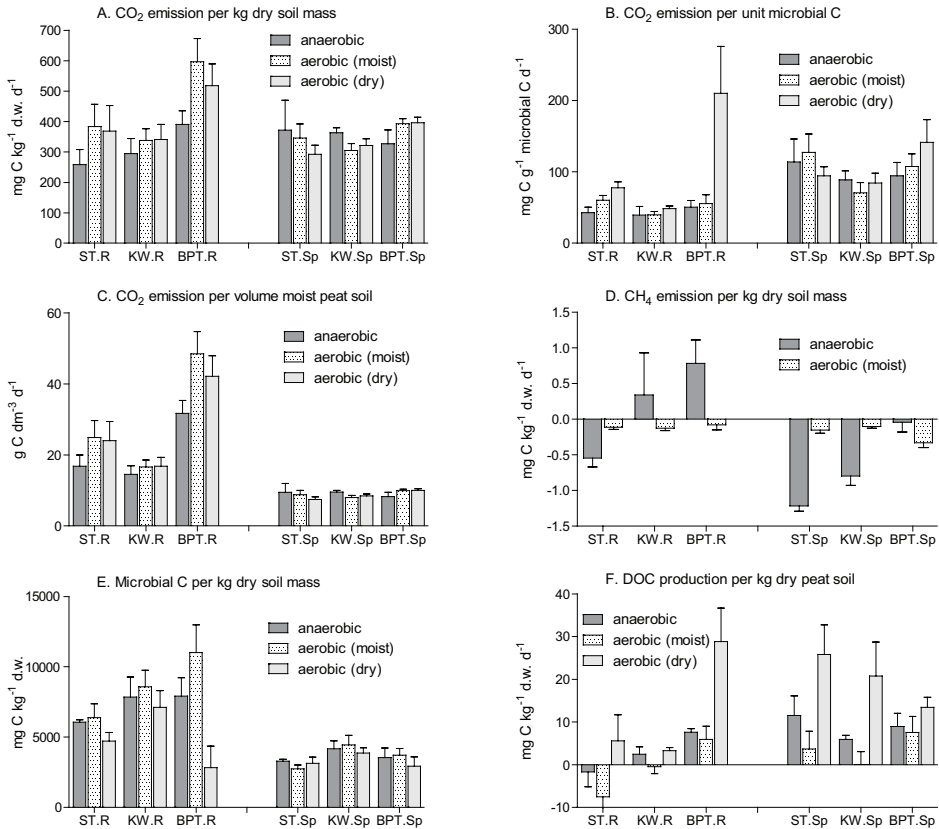 A. CO2 emission per kg dry soil mass
mg C kg-1 d.w. d-1
700
600
500
400
300
200
100
0
anaerobic
aerobic (moist)
aerobic (dry)
ST.R KW.R BPT.R ST.Sp KW.Sp BPT.Sp
B. CO2 emission per unit microbial C
mg C g-1 microbial C d-1
300
200
100
0
anaerobic
aerobic (moist)
aerobic (dry)
ST.R KW.R BPT.R ST.Sp KW.Sp BPT.Sp
C. CO2 emission per volume moist peat soil
g C dm-3 d-1
60
40
20
0
anaerobic
aerobic (moist)
aerobic (dry)
ST.R KW.R BPT.R ST.Sp KW.Sp BPT.Sp
D. CH4 emission per kg dry soil mass
mg C kg-1 d.w. d-1
1.5
1.0
0.5
0.0
-0.5
-1.0
-1.5
anaerobic
aerobic (moist)
ST.R KW.R BPT.R ST.Sp KW.Sp BPT.Sp
E. Microbial C per kg dry soil mass
mg C kg-1 d.w.
15000
10000
5000
0
anaerobic
aerobic (moist)
aerobic (dry)
ST.R KW.R BPT.R ST.Sp KW.Sp BPT.Sp
F. DOC production per kg dry peat soil
mg C kg-1 d.w. d-1
40
30
20
10
0
-10
anaerobic
aerobic (moist)
aerobic (dry)
ST.R KW.R BPT.R ST.Sp KW.Sp BPT.Sp